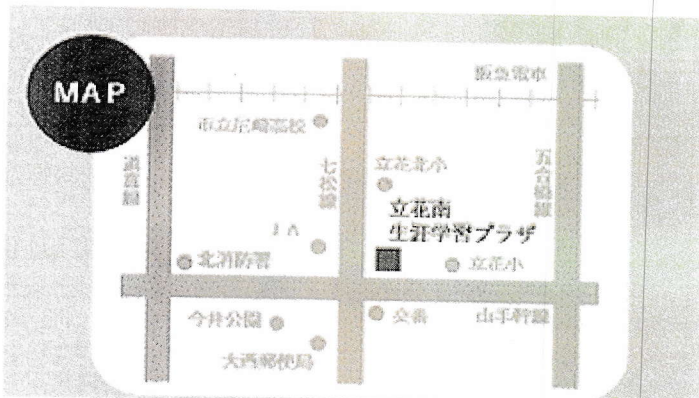 MAP
阪急電車
市立尼崎高校
道意線
七松線
立花北小
五合橋線
立花南
生涯学習プラザ
JA
北消防署
立花小
今井公園
交番
山手幹線
大西郵便局